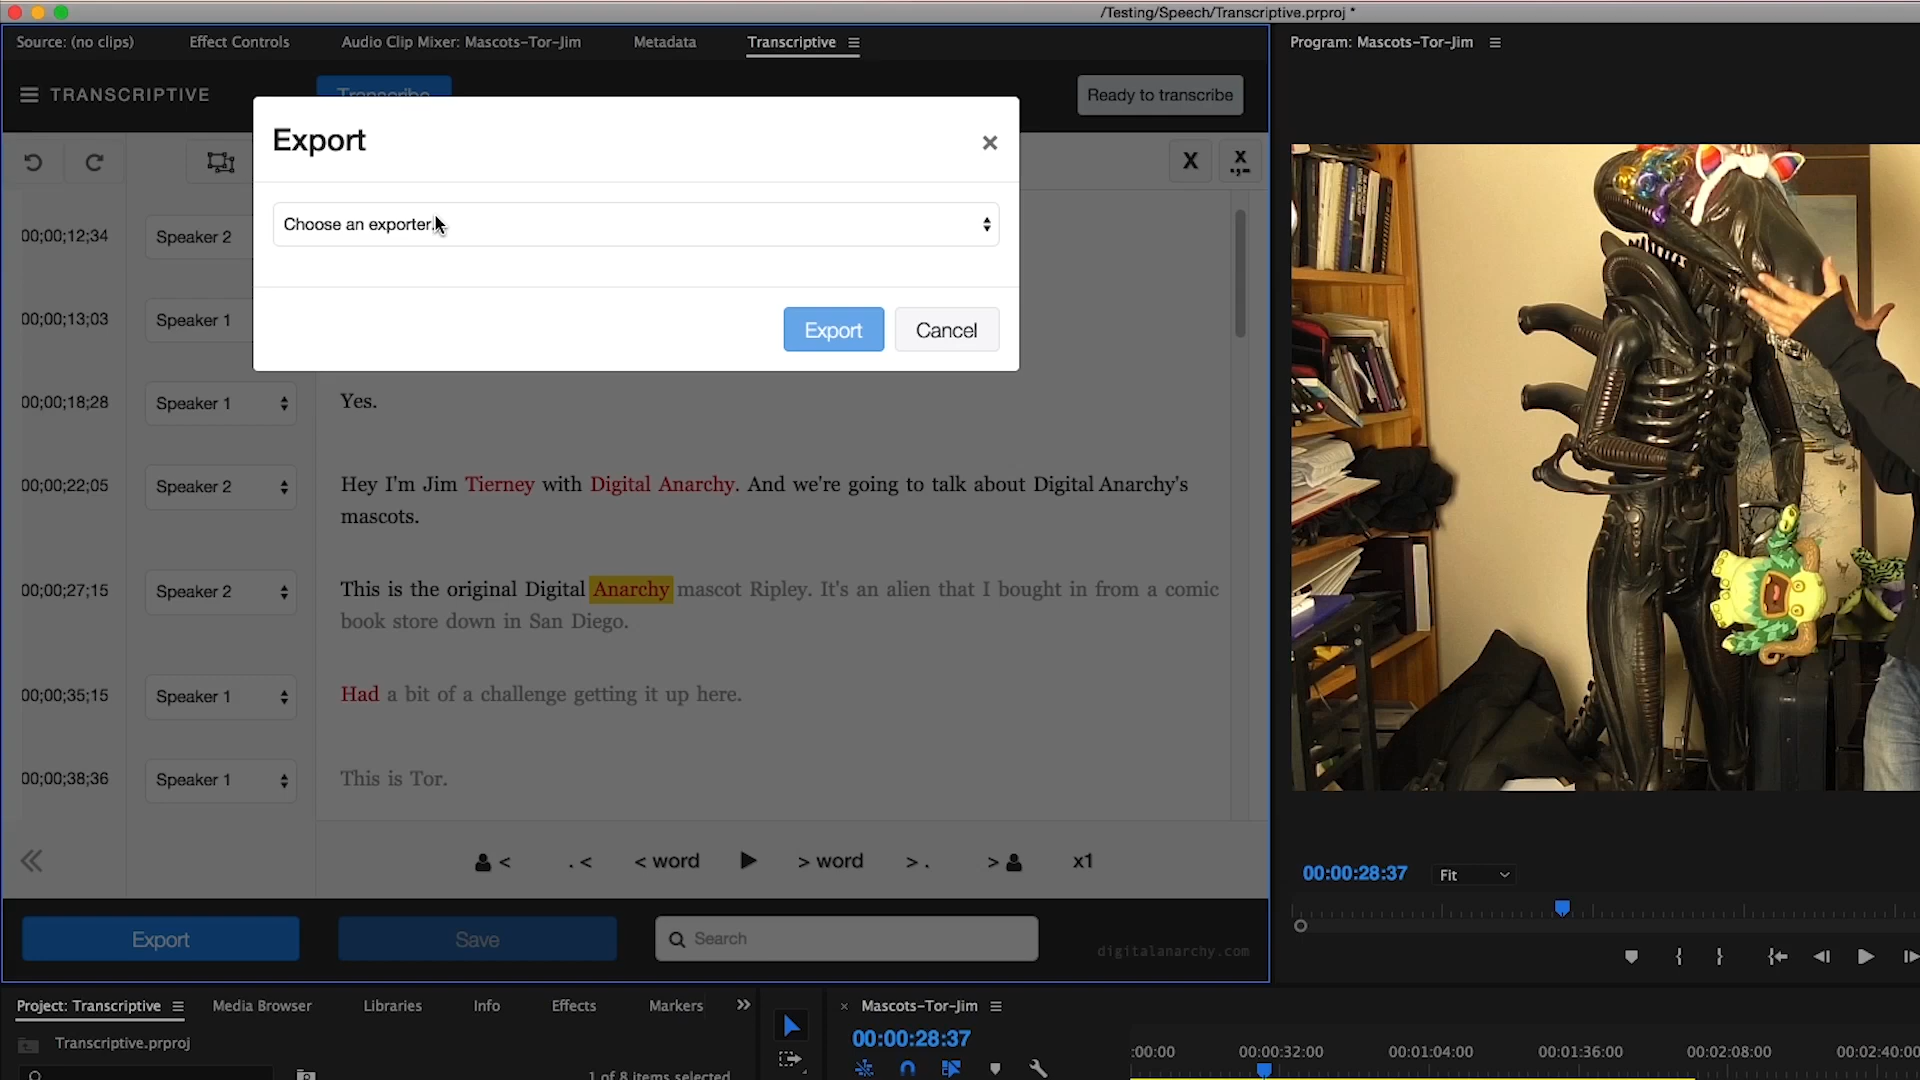 /Testing/Speech/Transcriptive.prproj *
Source: (no clips) Effect Controls Audio Clip Mixer: Mascots-Tor-Jim Metadata Transcriptive
Program: Mascots-Tor-Jim
TRANSCRIPTIVE
Transcribe
Ready to transcribe
Export
×
X
X
Choose an exporter.
Export Cancel
00;00;12;34 Speaker 2
00;00;13;03 Speaker 1
00;00;18;28 Speaker 1 Yes.
00;00;22;05 Speaker 2 Hey I'm Jim Tierney with Digital Anarchy. And we're going to talk about Digital Anarchy's
mascots.
00;00;27;15 Speaker 2 This is the original Digital Anarchy mascot Ripley. It's an alien that I bought in from a comic
book store down in San Diego.
00;00;35;15 Speaker 1 Had a bit of a challenge getting it up here.
00;00;38;36 Speaker 1 This is Tor.
< . < < word > word > . > x1
Export Save Search digitalanarchy.com
00:00:28:37 Fit
Project: Transcriptive Media Browser Libraries Info Effects Markers
× Mascots-Tor-Jim
Transcriptive.prproj
00:00:28:37
:00:00 00:00:32:00 00:01:04:00 00:01:36:00 00:02:08:00 00:02:40:00
1 of 8 items selected